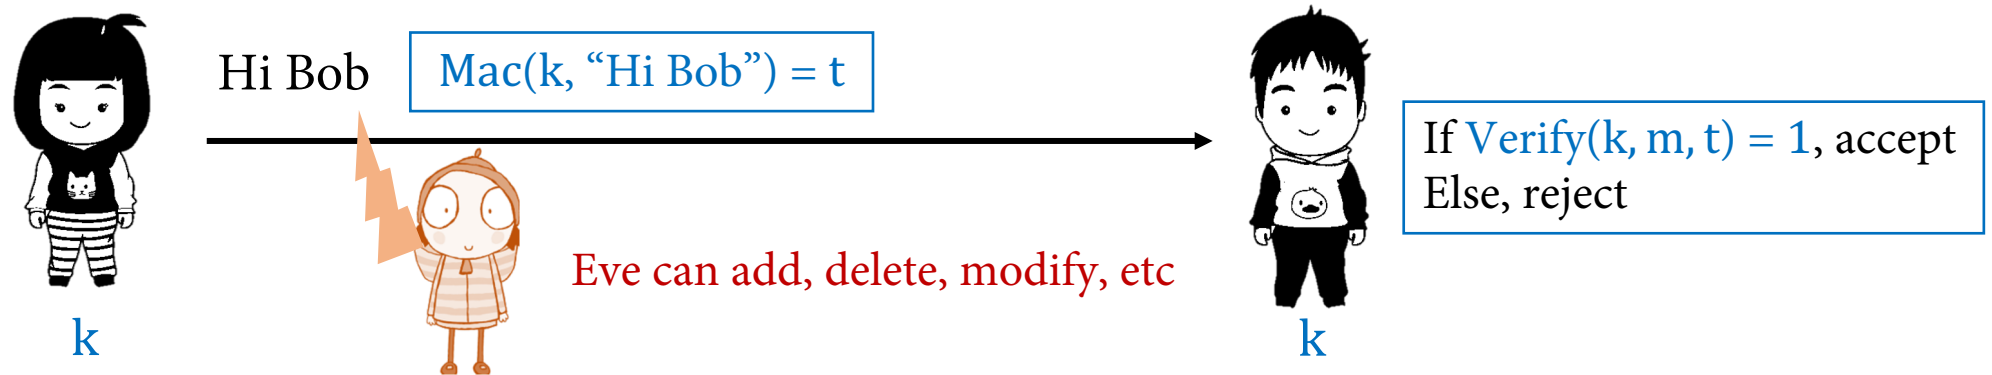 Hi Bob
Mac(k, “Hi Bob”) = t
If Verify(k, m, t) = 1, accept
Else, reject
Eve can add, delete, modify, etc
k
k